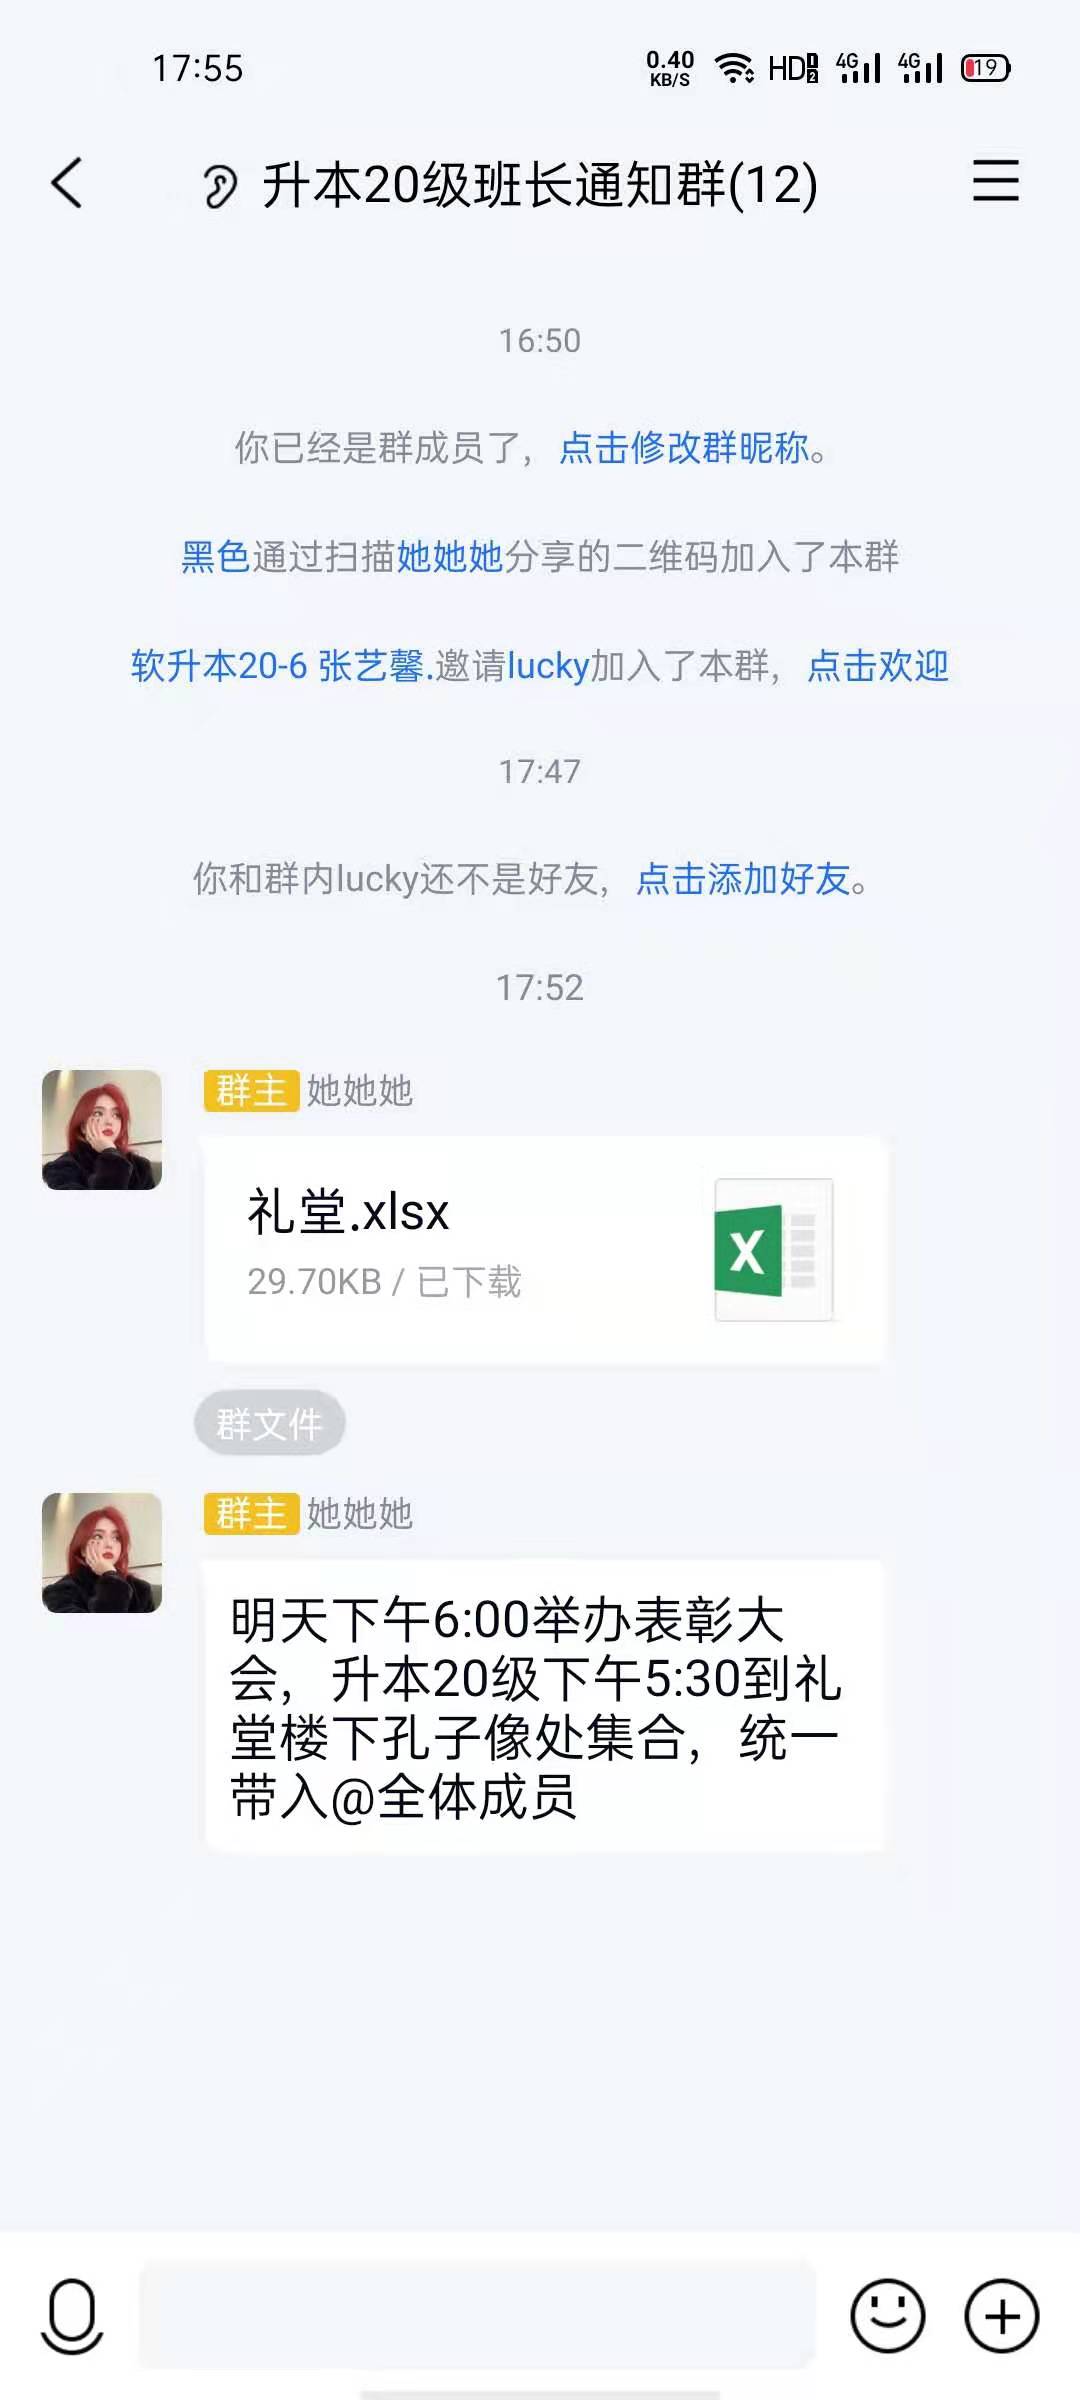 17:55
0.40
KB/S
HD
1
2
4G
4G
19
升本20级班长通知群(12)
16:50
你已经是群成员了，点击修改群昵称。
黑色通过扫描她她她分享的二维码加入了本群
软升本20-6 张艺馨.邀请lucky加入了本群，点击欢迎
17:47
你和群内lucky还不是好友，点击添加好友。
17:52
群主 她她她
礼堂.xlsx
X
29.70KB / 已下载
群文件
群主 她她她
明天下午6:00举办表彰大
会，升本20级下午5:30到礼
堂楼下孔子像处集合，统一
带入@全体成员